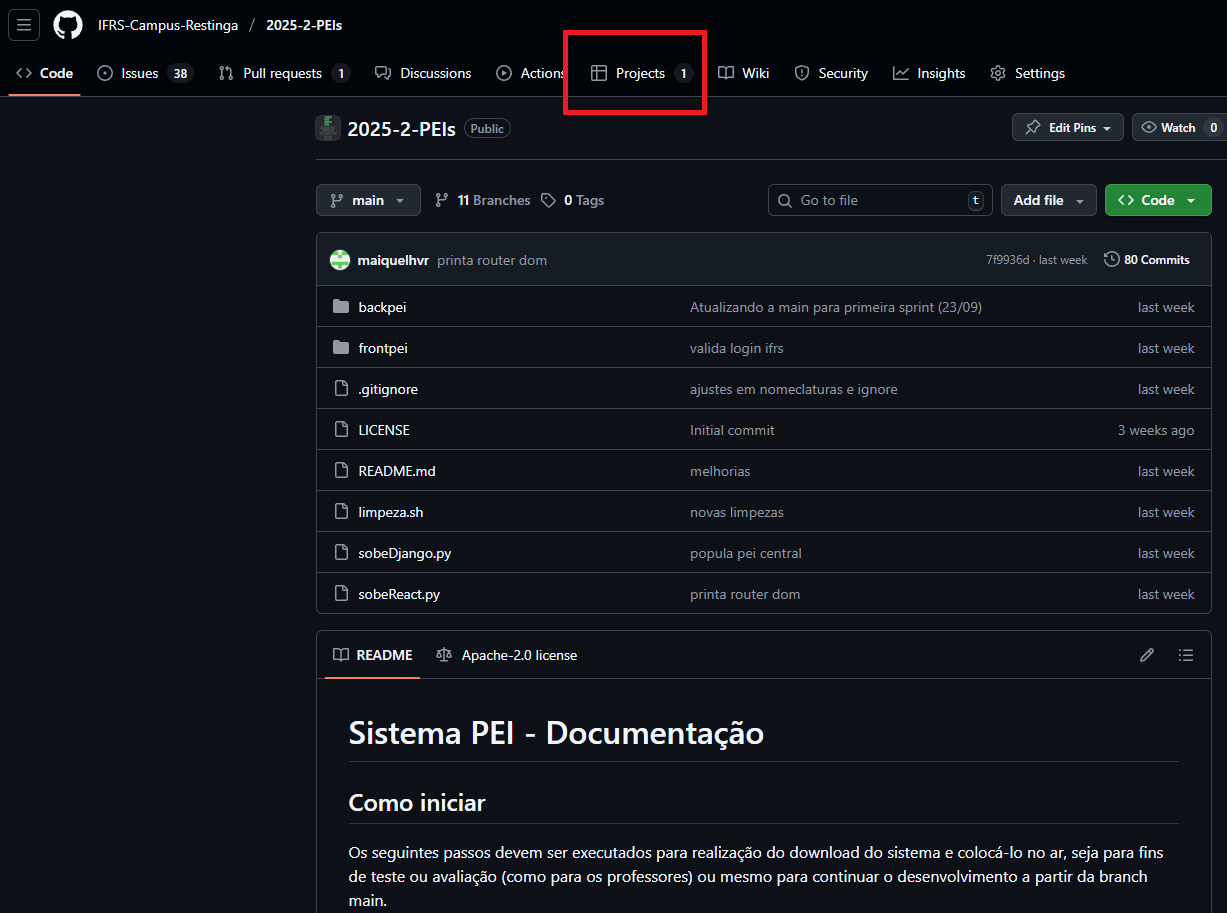 IFRS-Campus-Restinga / 2025-2-PEIs
Code Issues 38 Pull requests 1 Discussions Actions Projects 1 Wiki Security Insights Settings
2025-2-PEIs Public Edit Pins Watch 0
main 11 Branches 0 Tags Go to file t Add file Code
maiquelhvr printa router dom 7f9936d · last week 80 Commits
backpei Atualizando a main para primeira sprint (23/09) last week
frontpei valida login ifrs last week
.gitignore ajustes em nomeclaturas e ignore last week
LICENSE Initial commit 3 weeks ago
README.md melhorias last week
limpeza.sh novas limpezas last week
sobeDjango.py popula pei central last week
sobeReact.py printa router dom last week
README Apache-2.0 license
Sistema PEI - Documentação
Como iniciar
Os seguintes passos devem ser executados para realização do download do sistema e colocá-lo no ar, seja para fins
de teste ou avaliação (como para os professores) ou mesmo para continuar o desenvolvimento a partir da branch
main.